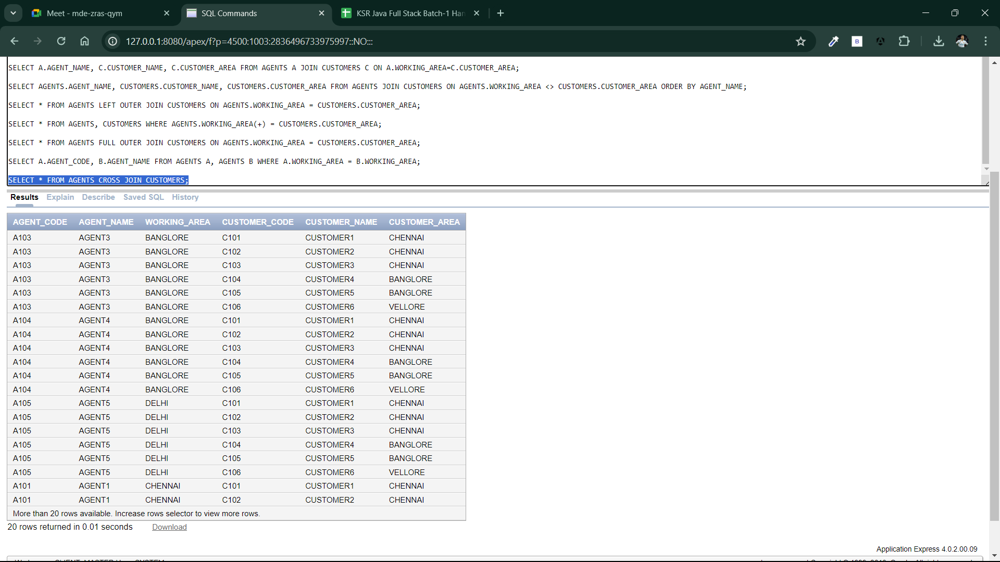 Meet - mde-zras-qym
SQL Commands
KSR Java Full Stack Batch-1 Han
127.0.0.1:8080/apex/f?p=4500:1003:2836496733975997::NO:::
B
SELECT A.AGENT_NAME, C.CUSTOMER_NAME, C.CUSTOMER_AREA FROM AGENTS A JOIN CUSTOMERS C ON A.WORKING_AREA=C.CUSTOMER_AREA;
SELECT AGENTS.AGENT_NAME, CUSTOMERS.CUSTOMER_NAME, CUSTOMERS.CUSTOMER_AREA FROM AGENTS JOIN CUSTOMERS ON AGENTS.WORKING_AREA <> CUSTOMERS.CUSTOMER_AREA ORDER BY AGENT_NAME;
SELECT * FROM AGENTS LEFT OUTER JOIN CUSTOMERS ON AGENTS.WORKING_AREA = CUSTOMERS.CUSTOMER_AREA;
SELECT * FROM AGENTS, CUSTOMERS WHERE AGENTS.WORKING_AREA(+) = CUSTOMERS.CUSTOMER_AREA;
SELECT * FROM AGENTS FULL OUTER JOIN CUSTOMERS ON AGENTS.WORKING_AREA = CUSTOMERS.CUSTOMER_AREA;
SELECT A.AGENT_CODE, B.AGENT_NAME FROM AGENTS A, AGENTS B WHERE A.WORKING_AREA = B.WORKING_AREA;
SELECT * FROM AGENTS CROSS JOIN CUSTOMERS;
Results Explain Describe Saved SQL History
AGENT_CODE AGENT_NAME WORKING_AREA CUSTOMER_CODE CUSTOMER_NAME CUSTOMER_AREA
A103 AGENT3 BANGLORE C101 CUSTOMER1 CHENNAI
A103 AGENT3 BANGLORE C102 CUSTOMER2 CHENNAI
A103 AGENT3 BANGLORE C103 CUSTOMER3 CHENNAI
A103 AGENT3 BANGLORE C104 CUSTOMER4 BANGLORE
A103 AGENT3 BANGLORE C105 CUSTOMER5 BANGLORE
A103 AGENT3 BANGLORE C106 CUSTOMER6 VELLORE
A104 AGENT4 BANGLORE C101 CUSTOMER1 CHENNAI
A104 AGENT4 BANGLORE C102 CUSTOMER2 CHENNAI
A104 AGENT4 BANGLORE C103 CUSTOMER3 CHENNAI
A104 AGENT4 BANGLORE C104 CUSTOMER4 BANGLORE
A104 AGENT4 BANGLORE C105 CUSTOMER5 BANGLORE
A104 AGENT4 BANGLORE C106 CUSTOMER6 VELLORE
A105 AGENT5 DELHI C101 CUSTOMER1 CHENNAI
A105 AGENT5 DELHI C102 CUSTOMER2 CHENNAI
A105 AGENT5 DELHI C103 CUSTOMER3 CHENNAI
A105 AGENT5 DELHI C104 CUSTOMER4 BANGLORE
A105 AGENT5 DELHI C105 CUSTOMER5 BANGLORE
A105 AGENT5 DELHI C106 CUSTOMER6 VELLORE
A101 AGENT1 CHENNAI C101 CUSTOMER1 CHENNAI
A101 AGENT1 CHENNAI C102 CUSTOMER2 CHENNAI
More than 20 rows available. Increase rows selector to view more rows.
20 rows returned in 0.01 seconds Download
Application Express 4.0.2.00.09